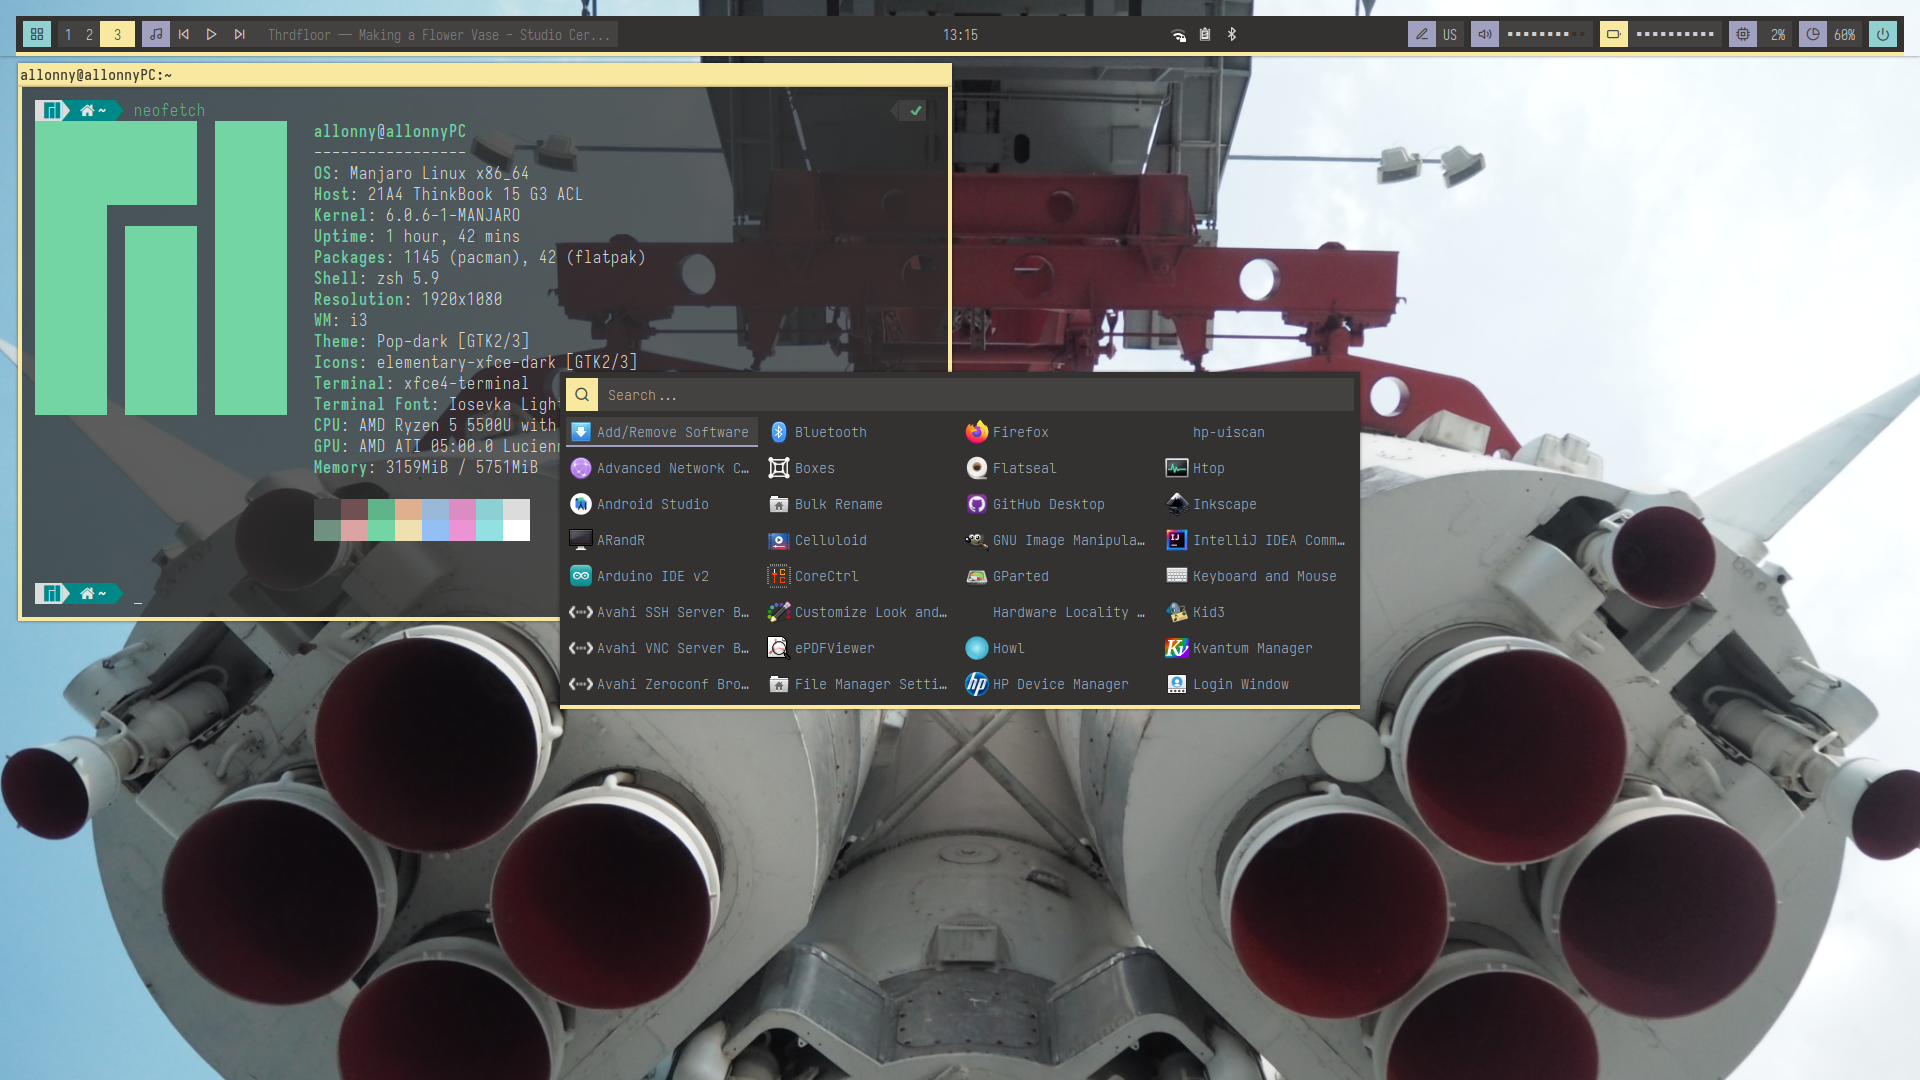 1 2 3 Thrdfloor — Making a Flower Vase - Studio Cer... 13:15 US 2% 60%
allonny@allonnyPC:~
~ neofetch
allonny@allonnyPC
-----------------
OS: Manjaro Linux x86_64
Host: 21A4 ThinkBook 15 G3 ACL
Kernel: 6.0.6-1-MANJARO
Uptime: 1 hour, 42 mins
Packages: 1145 (pacman), 42 (flatpak)
Shell: zsh 5.9
Resolution: 1920x1080
WM: i3
Theme: Pop-dark [GTK2/3]
Icons: elementary-xfce-dark [GTK2/3]
Terminal: xfce4-terminal
Terminal Font: Iosevka Ligh
CPU: AMD Ryzen 5 5500U with
GPU: AMD ATI 05:00.0 Lucien
Memory: 3159MiB / 5751MiB
~ _
Search...
Add/Remove Software
Advanced Network C…
Android Studio
ARandR
Arduino IDE v2
Avahi SSH Server B…
Avahi VNC Server B…
Avahi Zeroconf Bro…
Bluetooth
Boxes
Bulk Rename
Celluloid
CoreCtrl
Customize Look and…
ePDFViewer
File Manager Setti…
Firefox
Flatseal
GitHub Desktop
GNU Image Manipula…
GParted
Hardware Locality …
Howl
HP Device Manager
hp-uiscan
Htop
Inkscape
IntelliJ IDEA Comm…
Keyboard and Mouse
Kid3
Kvantum Manager
Login Window